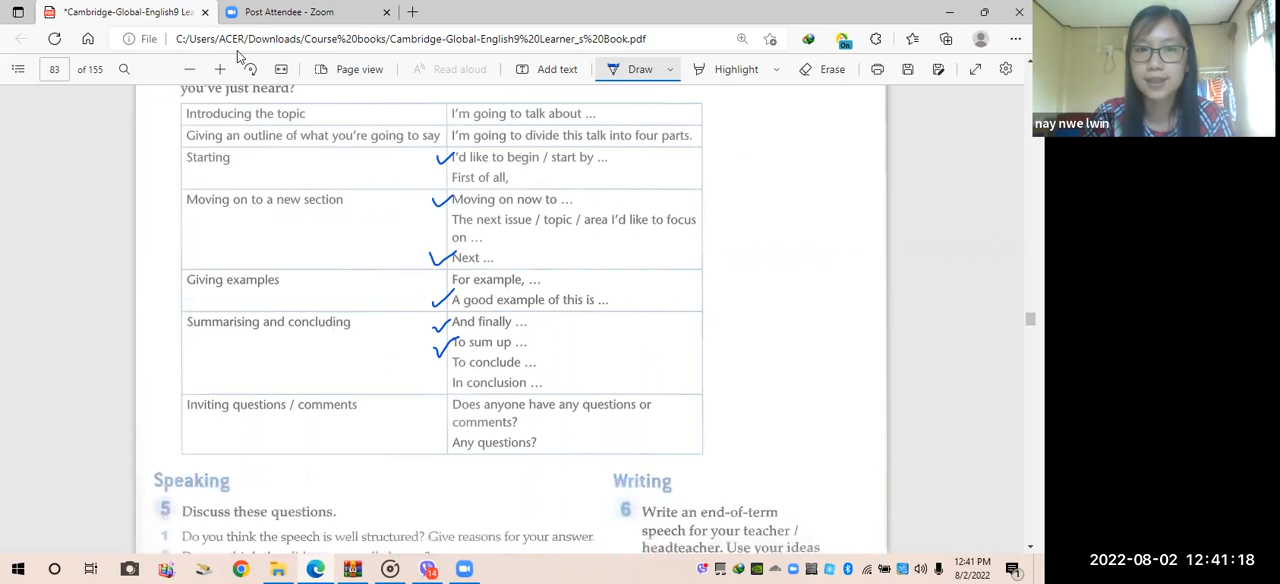 *Cambridge-Global-English9 Lea
Post Attendee - Zoom
File
C:/Users/ACER/Downloads/Course%20books/Cambridge-Global-English9%20Learner_s%20Book.pdf
On
83 of 155
Page view
Read aloud
Add text
Draw
Highlight
Erase
you've just heard?
Introducing the topic
I'm going to talk about ...
Giving an outline of what you're going to say
I'm going to divide this talk into four parts.
Starting
I'd like to begin / start by ...
First of all,
Moving on to a new section
Moving on now to ...
The next issue / topic / area I'd like to focus
on ...
Next ...
Giving examples
For example, ...
A good example of this is ...
Summarising and concluding
And finally ...
To sum up ...
To conclude ...
In conclusion ...
Inviting questions / comments
Does anyone have any questions or
comments?
Any questions?
Speaking
5 Discuss these questions.
1 Do you think the speech is well structured? Give reasons for your answer.
Writing
6 Write an end-of-term
speech for your teacher /
headteacher. Use your ideas
nay nwe lwin
14
12:41 PM
8/2/2022
1
2022-08-02 12:41:18